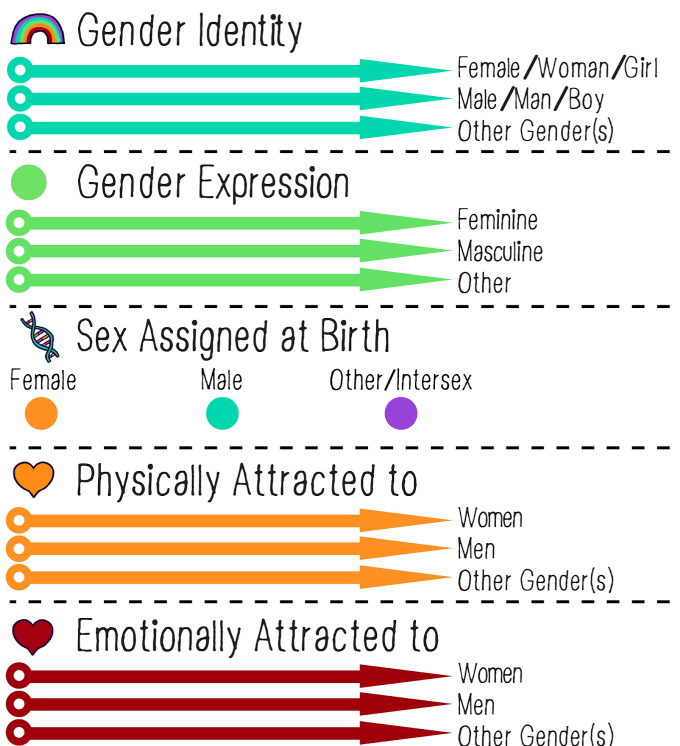 Gender Identity
Female/Woman/Girl
Male/Man/Boy
Other Gender(s)
Gender Expression
Feminine
Masculine
Other
Sex Assigned at Birth
Female Male Other/Intersex
Physically Attracted to
Women
Men
Other Gender(s)
Emotionally Attracted to
Women
Men
Other Gender(s)